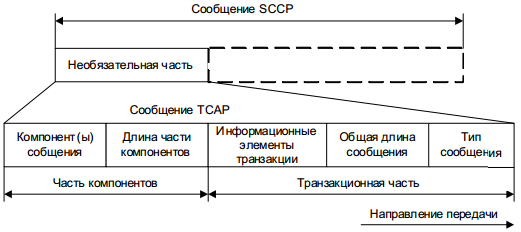 Сообщение SCCP
Необязательная часть
Сообщение TCAP
Компонент(ы)
собщения
Длина части
компонентов
Информационные
элементы
транзакции
Общая длина
сообщения
Тип
сообщения
Часть компонентов
Транзакционная часть
Направление передачи